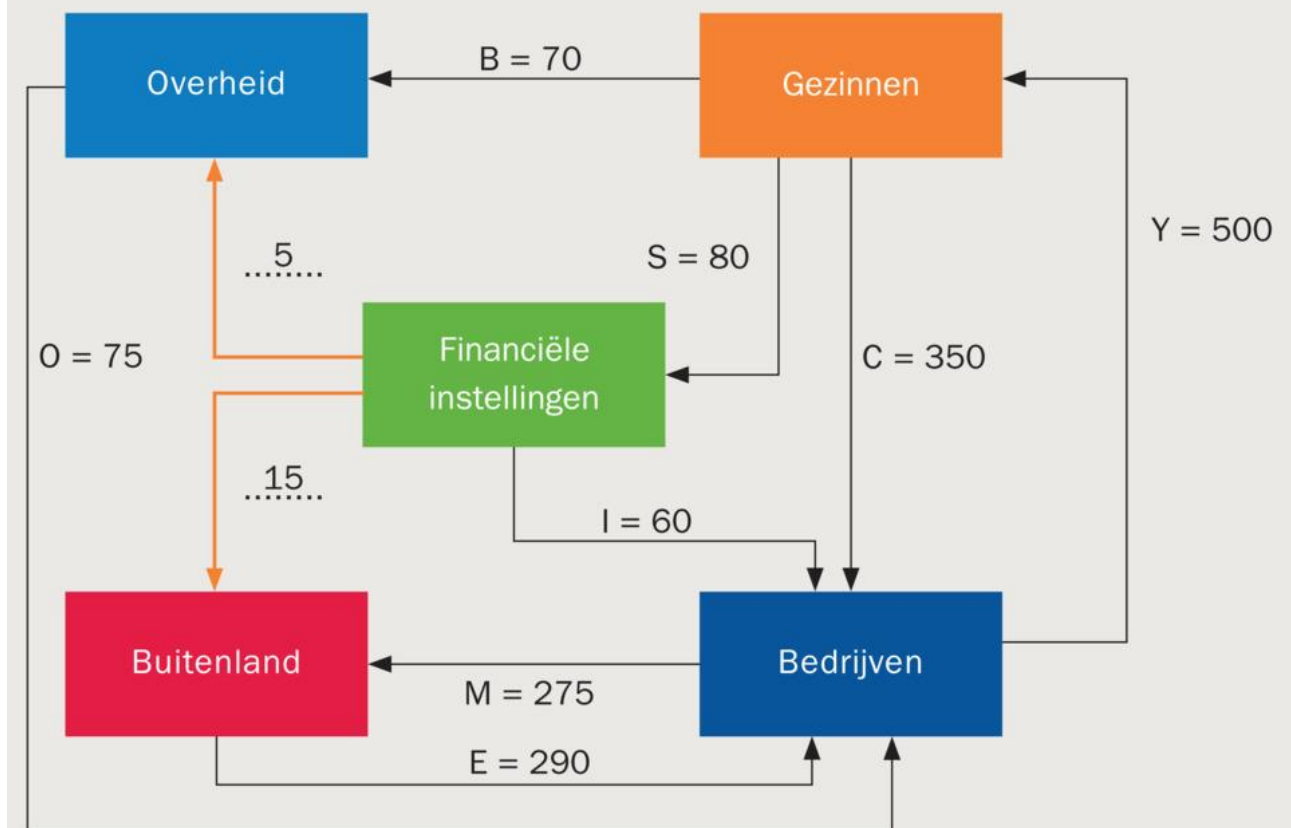 Overheid
B = 70
Gezinnen
Y = 500
5
S = 80
O = 75
Financiële
instellingen
C = 350
15
I = 60
Buitenland
M = 275
Bedrijven
E = 290